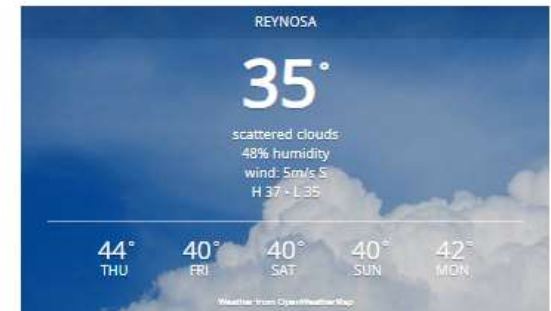 REYNOSA
35°
scattered clouds
48% humidity
wind: 5m/s S
H 37 • L 35
44° 40° 40° 40° 42°
THU FRI SAT SUN MON
Weather from OpenWeatherMap